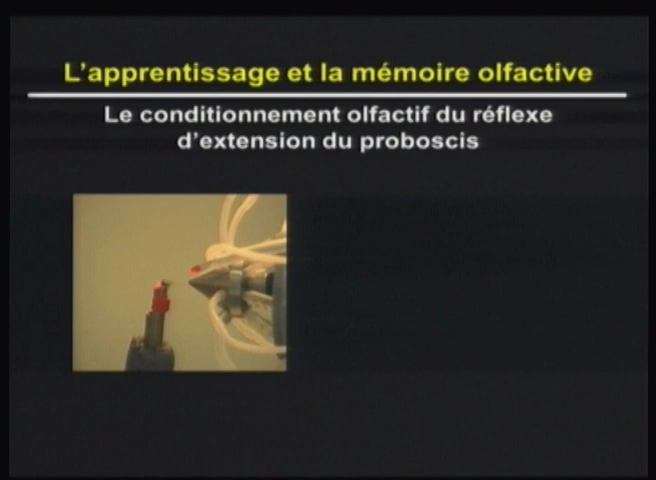 L'apprentissage et la mémoire olfactive
Le conditionnement olfactif du réflexe
d'extension du proboscis